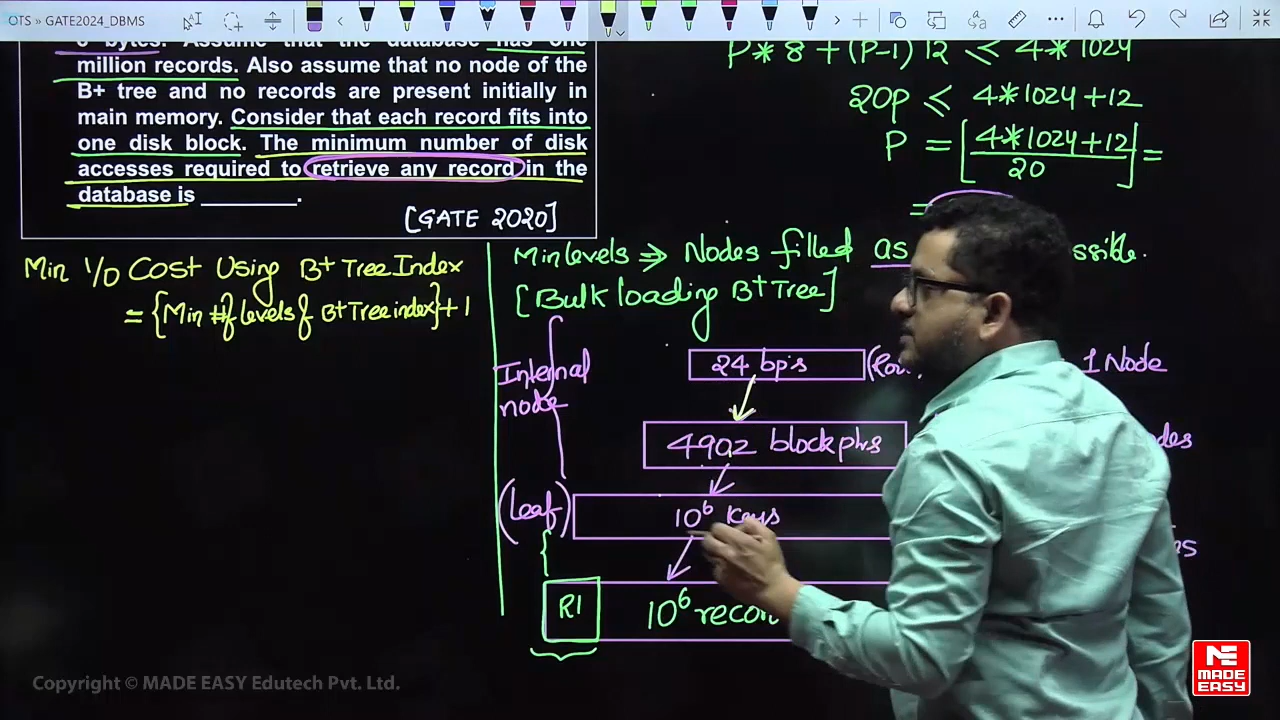 OTS » GATE2024_DBMS
million records. Also assume that no node of the
B+ tree and no records are present initially in
main memory. Consider that each record fits into
one disk block. The minimum number of disk
accesses required to retrieve any record in the
database is ________.
[GATE 2020]
P * 8 + (P-1) 12 ≤ 4*1024
20p ≤ 4*1024+12
P = [4*1024+12 / 20] =
=
Min I/O Cost Using B+ Tree Index
= {Min # of levels of B+ Tree index} + 1
Min levels ⇒ Nodes filled as ssible.
[Bulk loading B+ Tree]
Internal
node
24 bp's
1 Node
4902 block ptrs
(leaf)
10⁶ keys
R1
10⁶ recor
Copyright © MADE EASY Edutech Pvt. Ltd.
ME
MADE
EASY